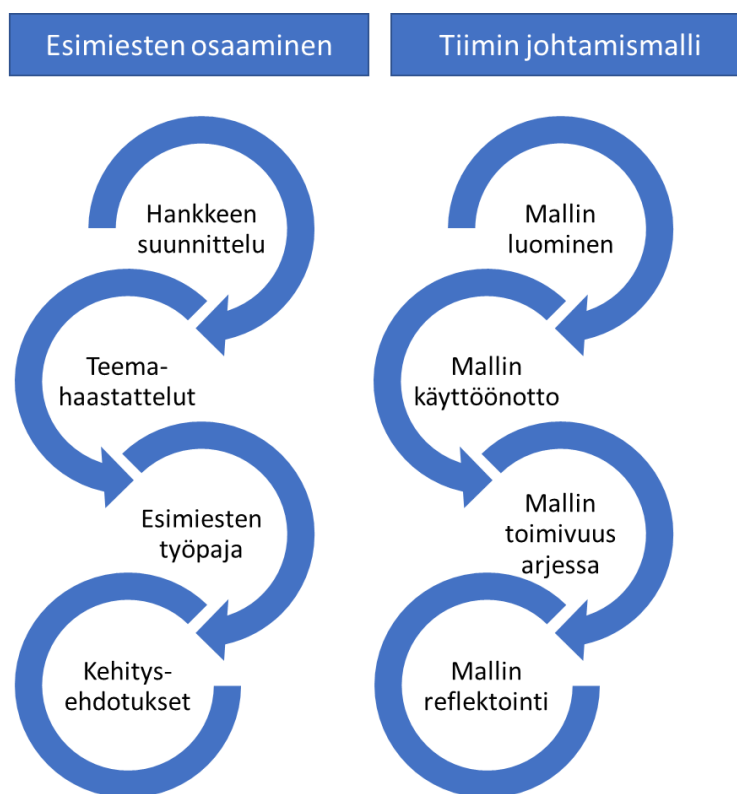 Esimiesten osaaminen
Hankkeen
suunnittelu
Teema-
haastattelut
Esimiesten
työpaja
Kehitys-
ehdotukset
Tiimin johtamismalli
Mallin
luominen
Mallin
käyttöönotto
Mallin
toimivuus
arjessa
Mallin
reflektointi